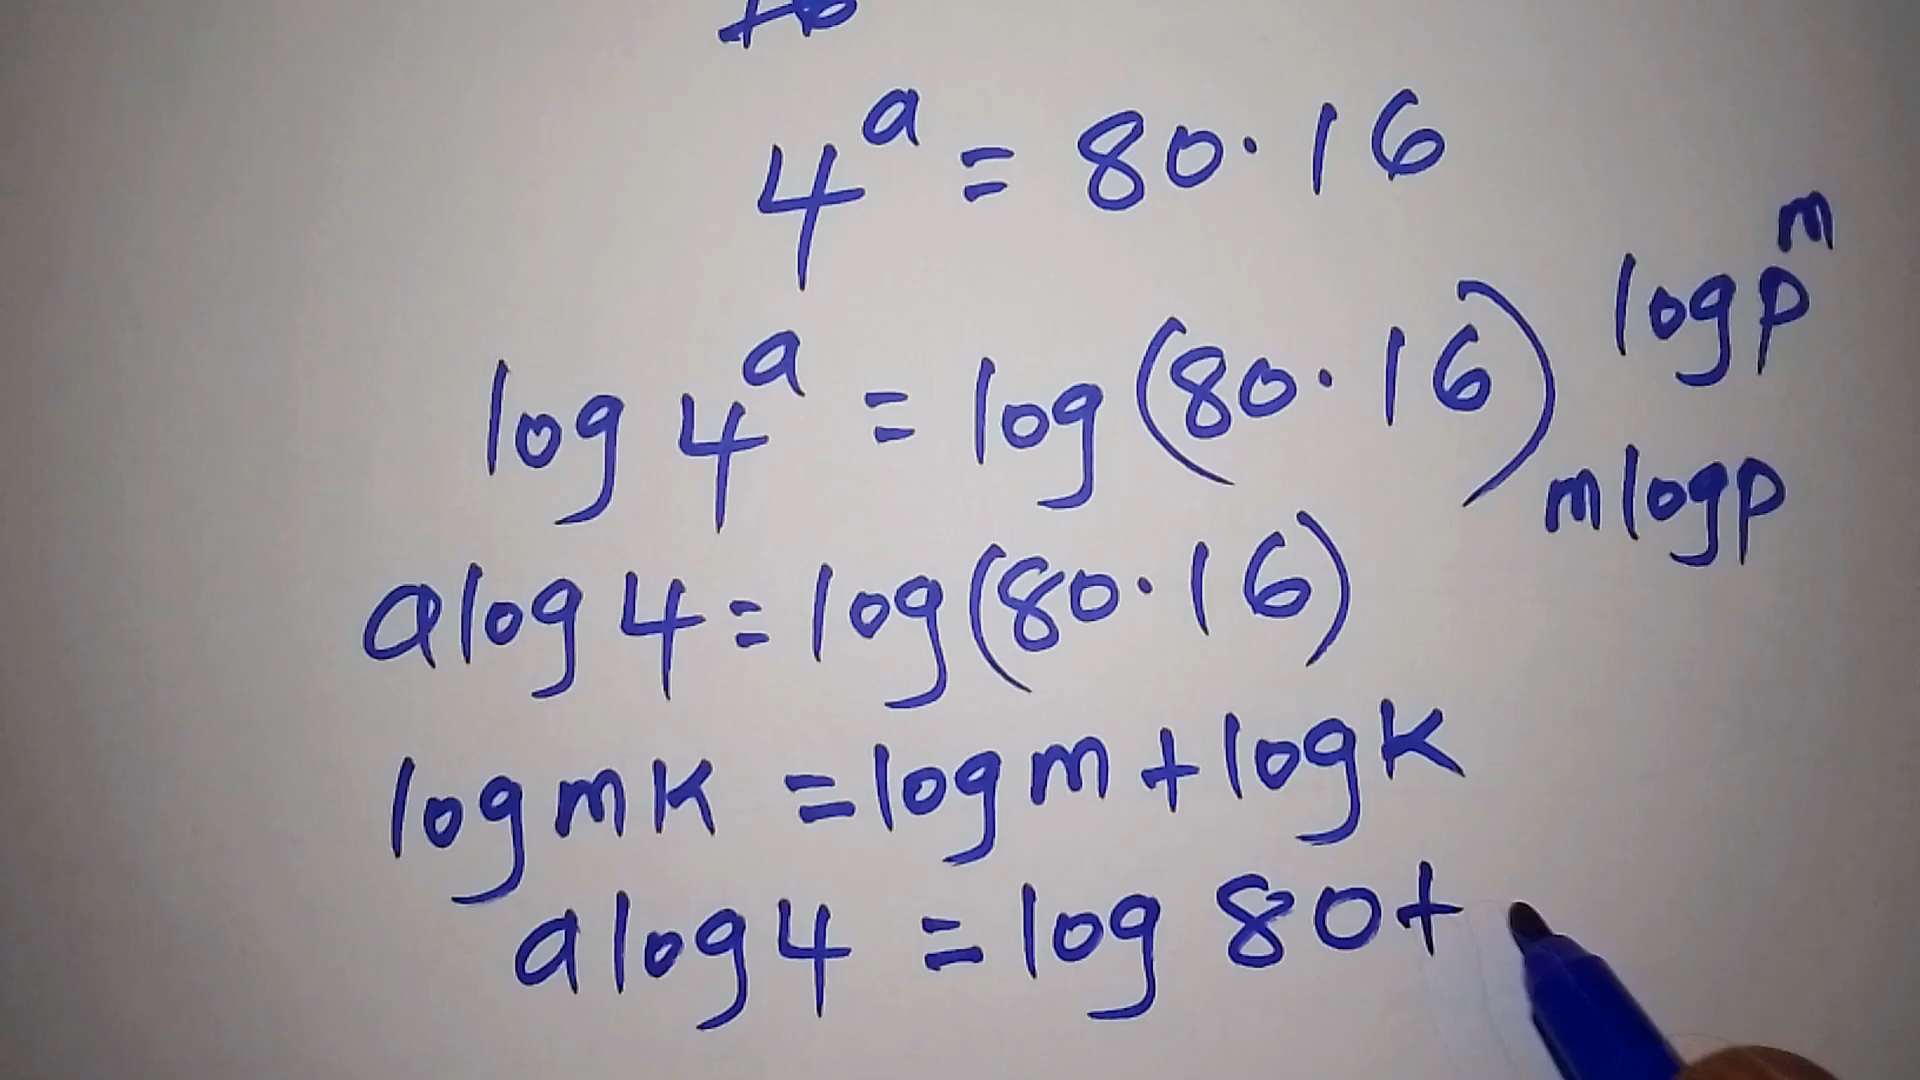 4^a = 80·16
log 4^a = log(80·16)
log p^m
m log p
a log 4 = log(80·16)
log mk = log m + log k
a log 4 = log 80 +